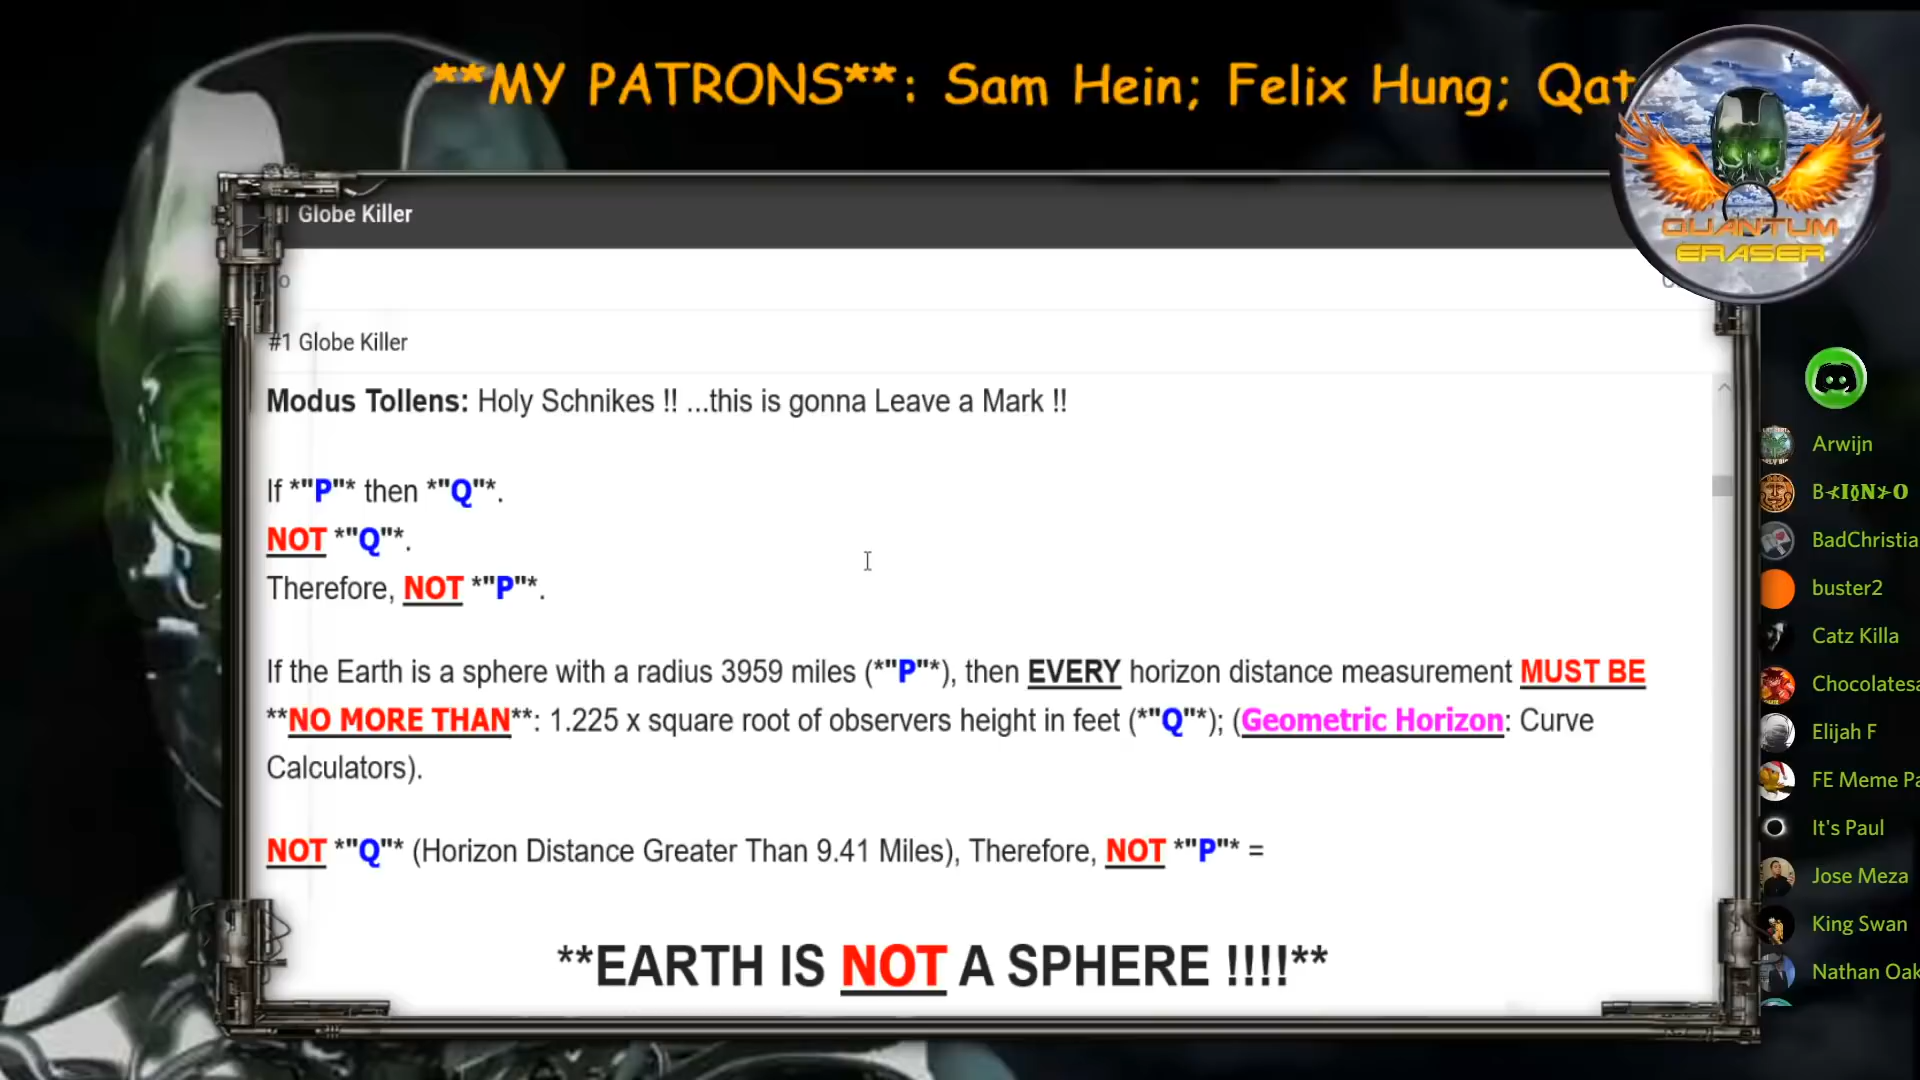 **MY PATRONS**: Sam Hein; Felix Hung; Qat
QUANTUM
ERASER
Globe Killer
#1 Globe Killer
Modus Tollens: Holy Schnikes !! ...this is gonna Leave a Mark !!
If *"P"* then *"Q"*.
NOT *"Q"*.
Therefore, NOT *"P"*.
If the Earth is a sphere with a radius 3959 miles (*"P"*), then EVERY horizon distance measurement MUST BE
**NO MORE THAN**: 1.225 x square root of observers height in feet (*"Q"*); (Geometric Horizon: Curve
Calculators).
NOT *"Q"* (Horizon Distance Greater Than 9.41 Miles), Therefore, NOT *"P"* =
**EARTH IS NOT A SPHERE !!!!**
Arwijn
BadChristia
buster2
Catz Killa
Chocolatesa
Elijah F
FE Meme Pa
It's Paul
Jose Meza
King Swan
Nathan Oak